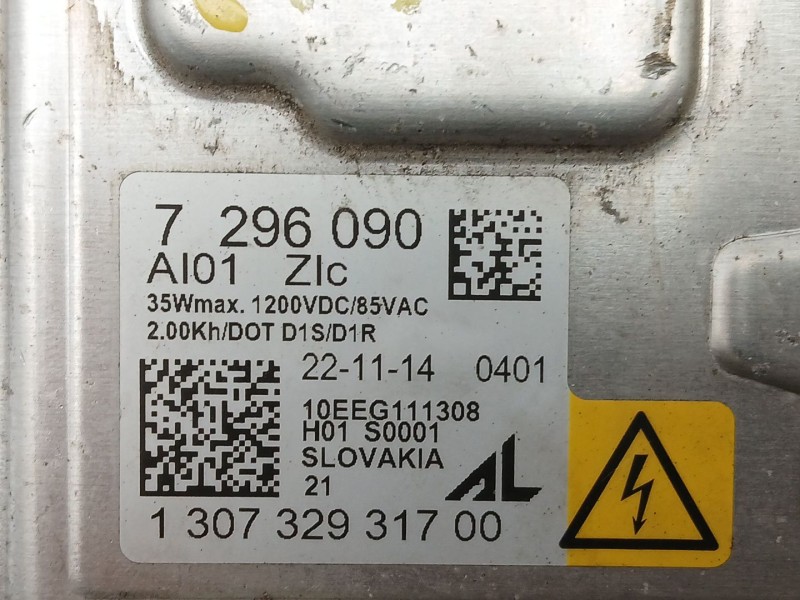 7 296 090
AI01 ZIc
35Wmax. 1200VDC/85VAC
2.00Kh/DOT D1S/D1R
22-11-14 0401
10EEG111308
H01 S0001
SLOVAKIA
21
AL
1 307 329 317 00